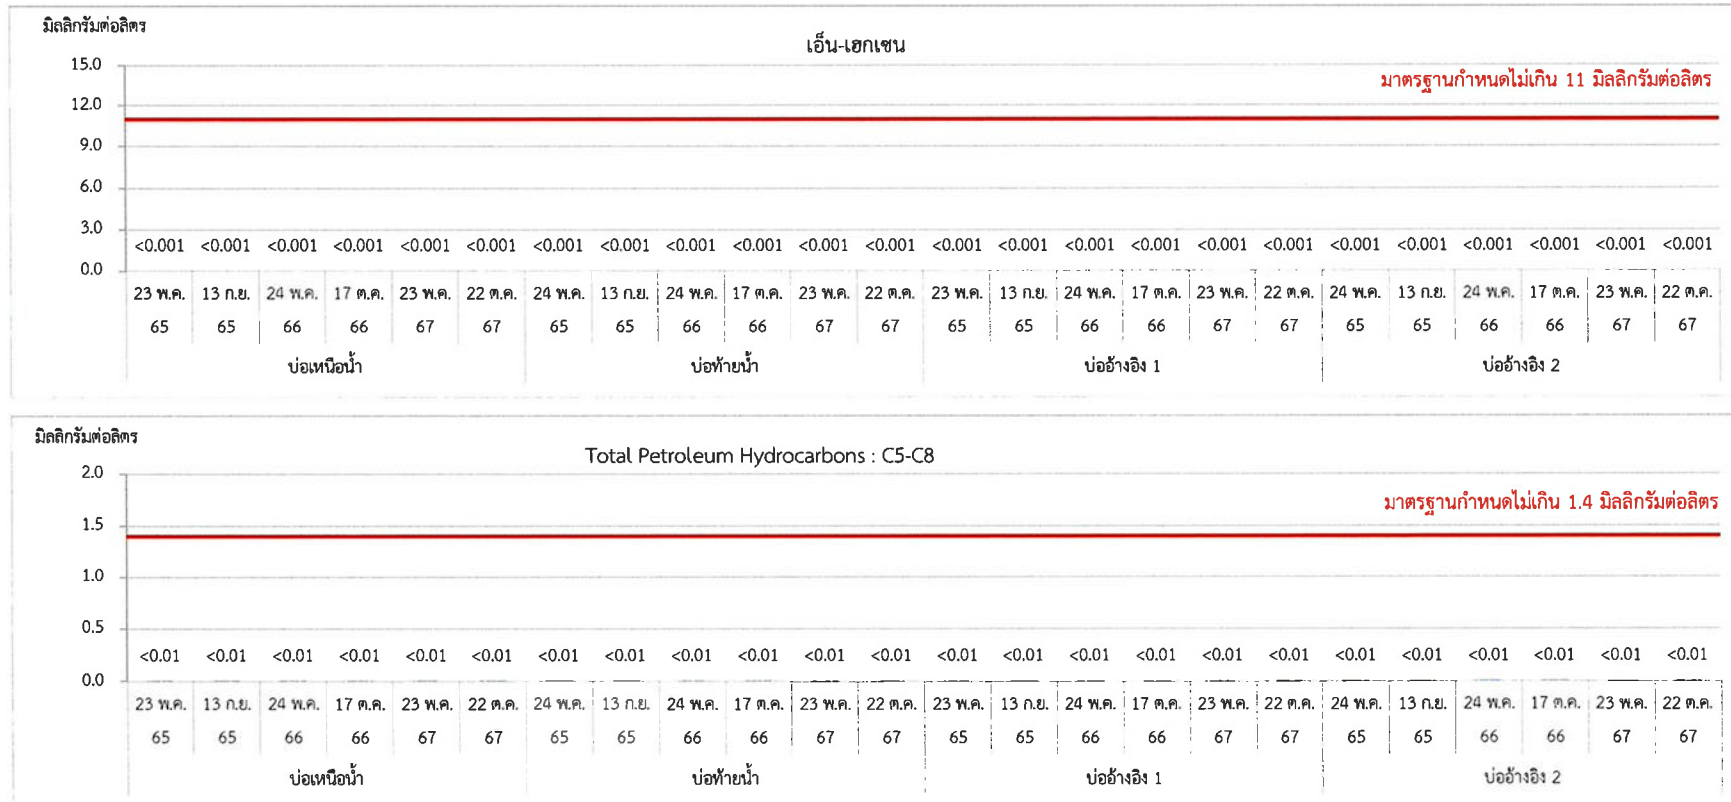 มิลลิกรัมต่อลิตร
เอ็น-เฮกเซน
15.0
มาตรฐานกำหนดไม่เกิน 11 มิลลิกรัมต่อลิตร
12.0
9.0
6.0
3.0
<0.001 <0.001 <0.001 <0.001 <0.001 <0.001 <0.001 <0.001 <0.001 <0.001 <0.001 <0.001 <0.001 <0.001 <0.001 <0.001 <0.001 <0.001 <0.001 <0.001 <0.001 <0.001 <0.001 <0.001
0.0
23 พ.ค. 13 ก.ย. 24 พ.ค. 17 ต.ค. 23 พ.ค. 22 ต.ค. 24 พ.ค. 13 ก.ย. 24 พ.ค. 17 ต.ค. 23 พ.ค. 22 ต.ค. 23 พ.ค. 13 ก.ย. 24 พ.ค. 17 ต.ค. 23 พ.ค. 22 ต.ค. 24 พ.ค. 13 ก.ย. 24 พ.ค. 17 ต.ค. 23 พ.ค. 22 ต.ค.
65 65 66 66 67 67 65 65 66 66 67 67 65 65 66 66 67 67 65 65 66 66 67 67
บ่อเหนือน้ำ บ่อท้ายน้ำ บ่ออ้างอิง 1 บ่ออ้างอิง 2
มิลลิกรัมต่อลิตร
Total Petroleum Hydrocarbons : C5-C8
2.0
มาตรฐานกำหนดไม่เกิน 1.4 มิลลิกรัมต่อลิตร
1.5
1.0
0.5
<0.01 <0.01 <0.01 <0.01 <0.01 <0.01 <0.01 <0.01 <0.01 <0.01 <0.01 <0.01 <0.01 <0.01 <0.01 <0.01 <0.01 <0.01 <0.01 <0.01 <0.01 <0.01 <0.01 <0.01
0.0
23 พ.ค. 13 ก.ย. 24 พ.ค. 17 ต.ค. 23 พ.ค. 22 ต.ค. 24 พ.ค. 13 ก.ย. 24 พ.ค. 17 ต.ค. 23 พ.ค. 22 ต.ค. 23 พ.ค. 13 ก.ย. 24 พ.ค. 17 ต.ค. 23 พ.ค. 22 ต.ค. 24 พ.ค. 13 ก.ย. 24 พ.ค. 17 ต.ค. 23 พ.ค. 22 ต.ค.
65 65 66 66 67 67 65 65 66 66 67 67 65 65 66 66 67 67 65 65 66 66 67 67
บ่อเหนือน้ำ บ่อท้ายน้ำ บ่ออ้างอิง 1 บ่ออ้างอิง 2